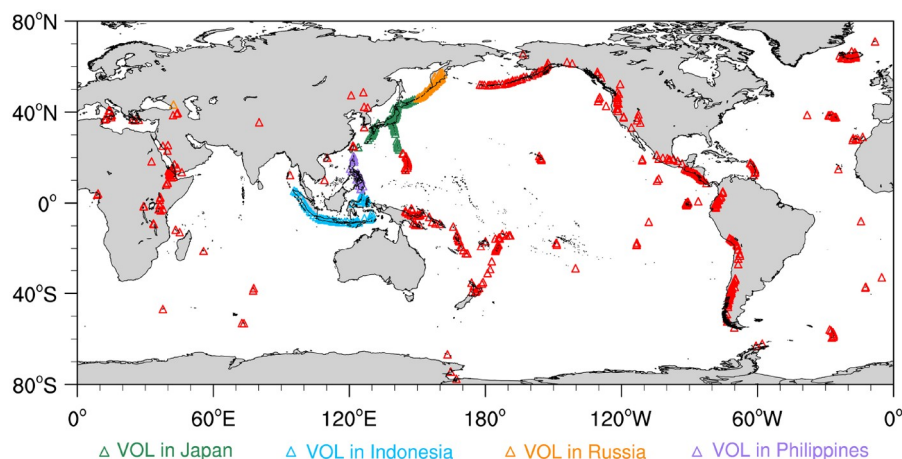 80°N
40°N
0°
40°S
80°S
0° 60°E 120°E 180° 120°W 60°W 0°
△ VOL in Japan △ VOL in Indonesia △ VOL in Russia △ VOL in Philippines